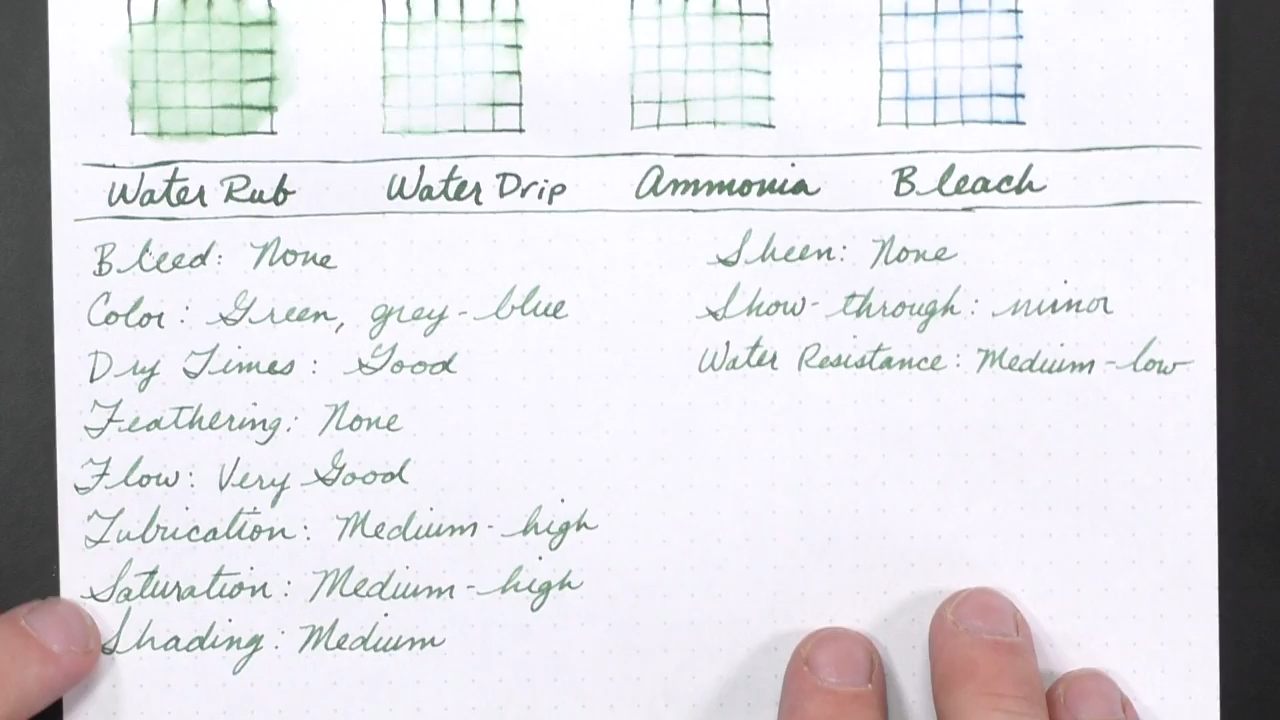 Water Rub Water Drip Ammonia Bleach
Bleed: None
Color: Green, grey-blue
Dry Times: Good
Feathering: None
Flow: Very Good
Lubrication: Medium-high
Saturation: Medium-high
Shading: Medium
Sheen: None
Show-through: minor
Water Resistance: Medium-low